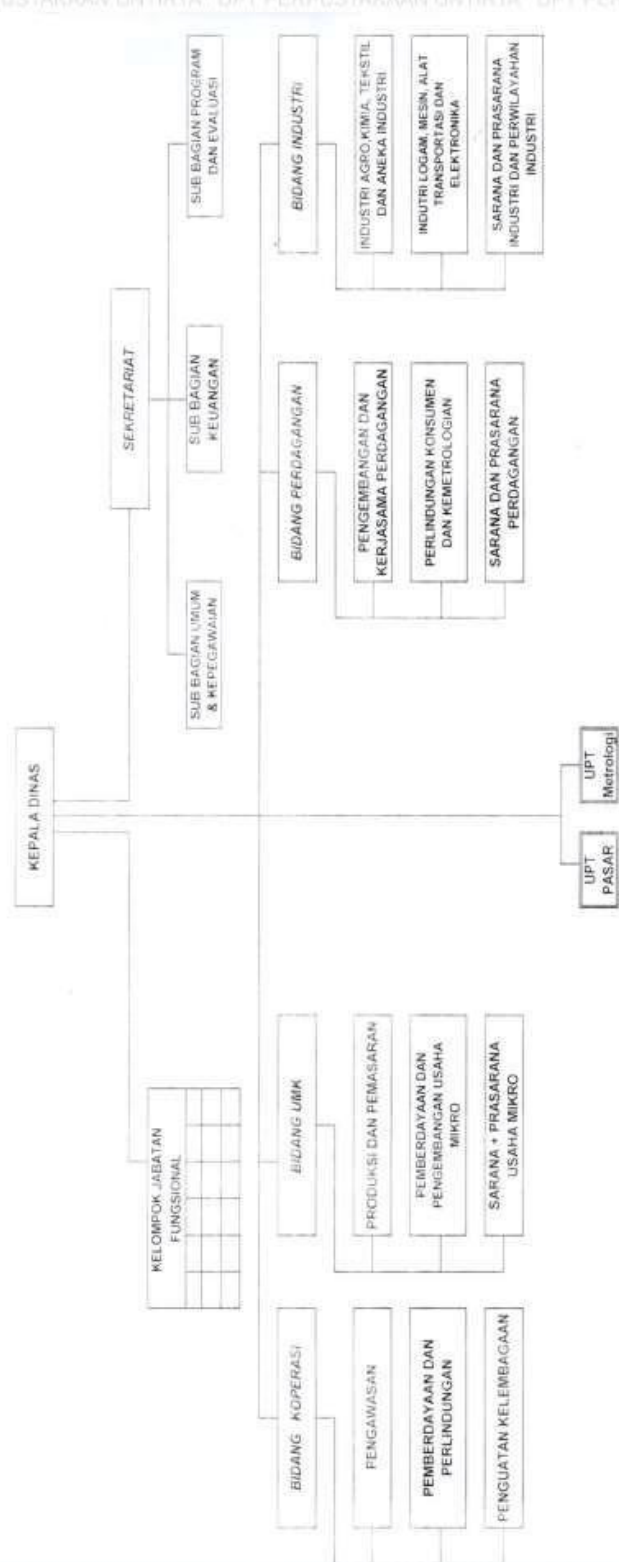 KEPALA DINAS
KELOMPOK JABATAN
FUNGSIONAL
SEKRETARIAT
SUB BAGIAN UMUM
& KEPEGAWAIAN
SUB BAGIAN
KEUANGAN
SUB BAGIAN PROGRAM
DAN EVALUASI
BIDANG KOPERASI
PENGAWASAN
PEMBERDAYAAN DAN
PERLINDUNGAN
PENGUATAN KELEMBAGAAN
BIDANG UMK
PRODUKSI DAN PEMASARAN
PEMBERDAYAAN DAN
PENGEMBANGAN USAHA
MIKRO
SARANA + PRASARANA
USAHA MIKRO
BIDANG PERDAGANGAN
PENGEMBANGAN DAN
KERJASAMA PERDAGANGAN
PERLINDUNGAN KONSUMEN
DAN KEMETROLOGIAN
SARANA DAN PRASARANA
PERDAGANGAN
BIDANG INDUSTRI
INDUSTRI AGRO,KIMIA, TEKSTIL
DAN ANEKA INDUSTRI
INDUTRI LOGAM, MESIN, ALAT
TRANSPORTASI DAN
ELEKTRONIKA
SARANA DAN PRASARANA
INDUSTRI DAN PERWILAYAHAN
INDUSTRI
UPT
PASAR
UPT
Metrologi